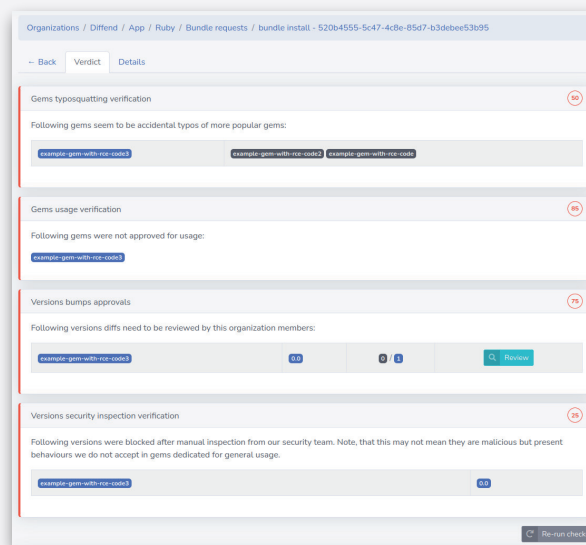 Organizations / Diffend / App / Ruby / Bundle requests / bundle install - 520b4555-5c47-4c8e-85d7-b3debee53b95
← Back Verdict Details
Gems typosquatting verification 50
Following gems seem to be accidental typos of more popular gems:
example-gem-with-rce-code3 example-gem-with-rce-code2 example-gem-with-rce-code
Gems usage verification 85
Following gems were not approved for usage:
example-gem-with-rce-code3
Versions bumps approvals 75
Following versions diffs need to be reviewed by this organization members:
example-gem-with-rce-code3 0.0 0 / 1 Review
Versions security inspection verification 25
Following versions were blocked after manual inspection from our security team. Note, that this may not mean they are malicious but present
behaviours we do not accept in gems dedicated for general usage.
example-gem-with-rce-code3 0.0
Re-run check